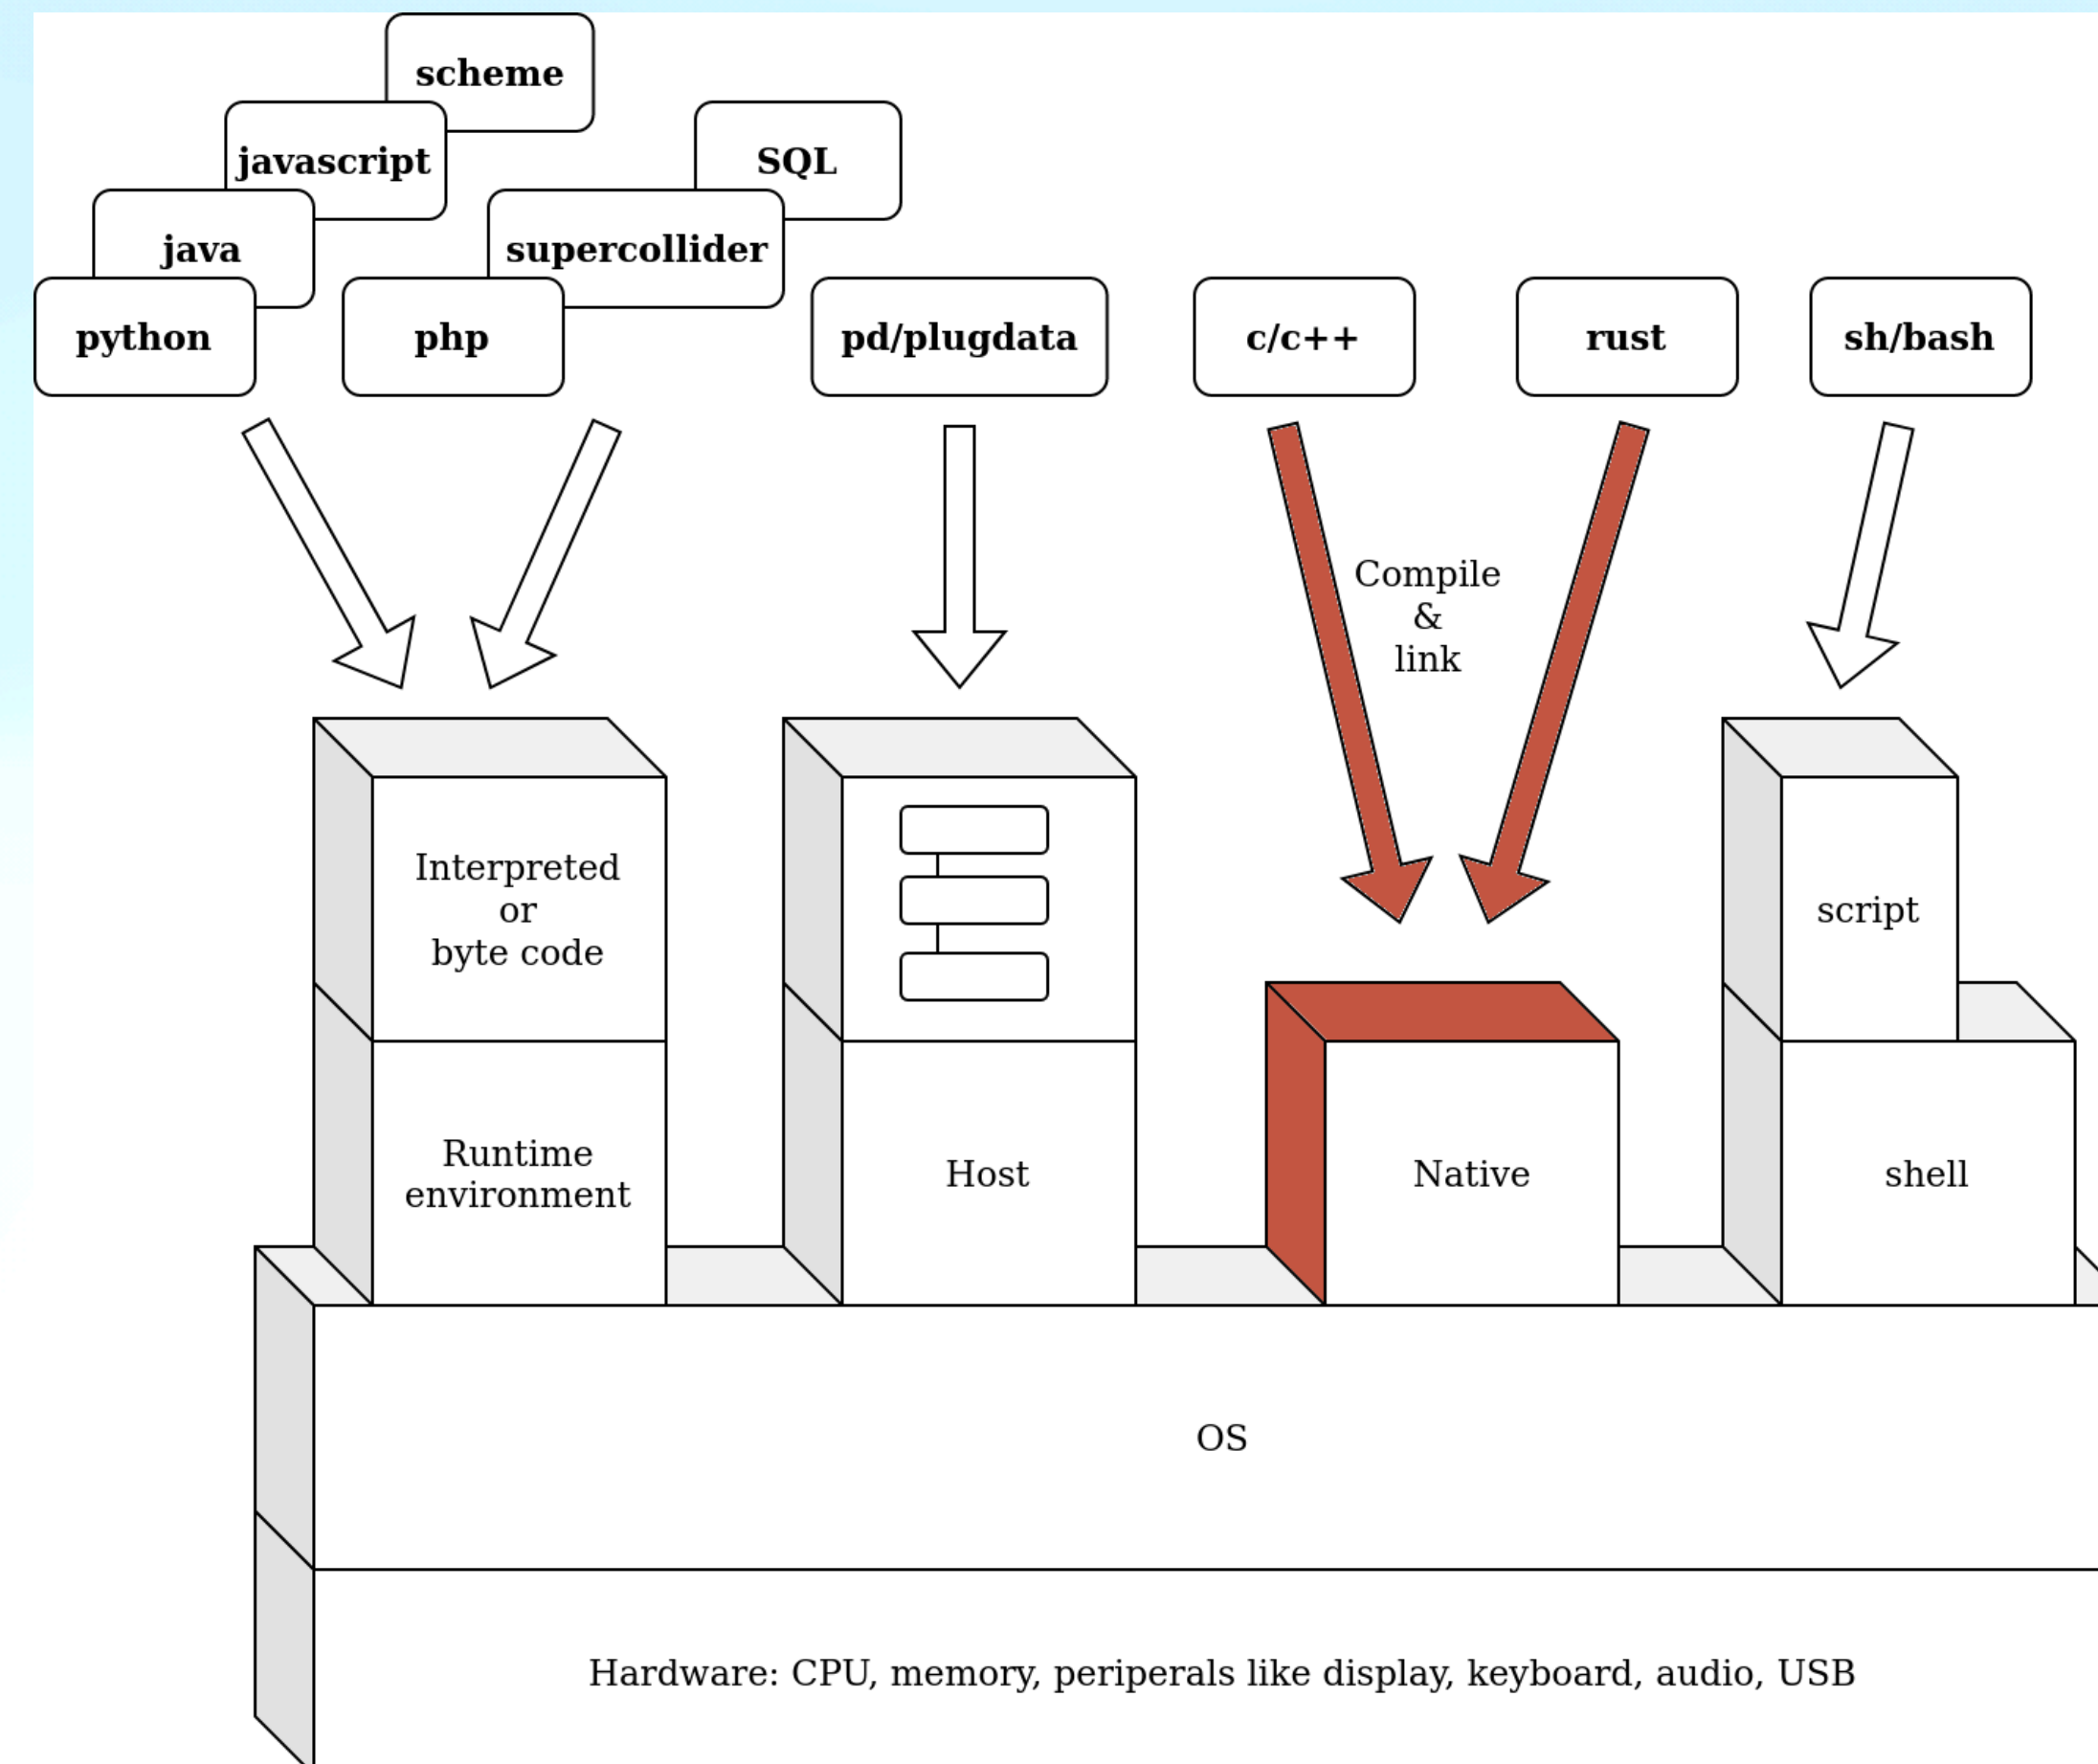 scheme
javascript
SQL
java
supercollider
python
php
pd/plugdata
c/c++
rust
sh/bash
Compile
&
link
Interpreted
or
byte code
script
Runtime
environment
Host
Native
shell
OS
Hardware: CPU, memory, periperals like display, keyboard, audio, USB